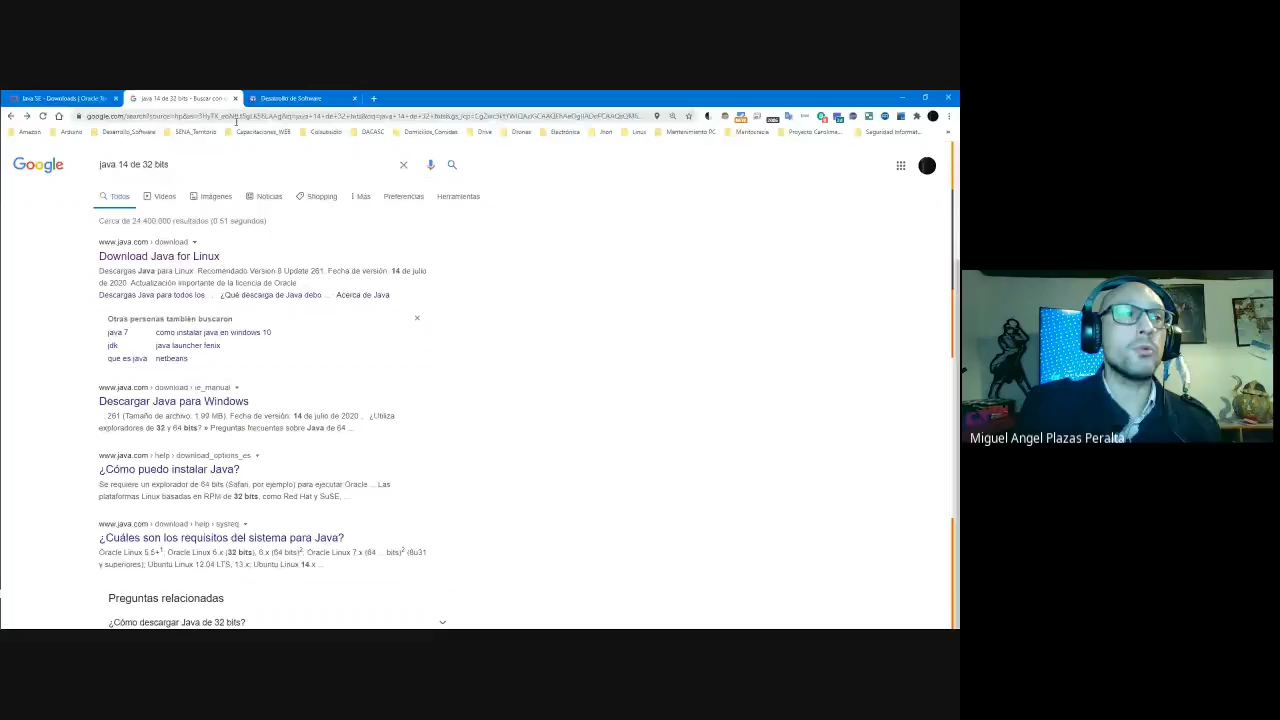 Java SE - Downloads | Oracle Te
java 14 de 32 bits - Buscar con
Desarrollo de Software
Amazon
Arduino
Desarrollo_Software
SENA_Territorio
Capacitaciones_WEB
Colsubsidio
DACASC
Domicilios_Comidas
Drive
Drones
Electrónica
Jhon
Linux
Mantenimiento PC
Maritocracia
Proyecto Carolima...
Seguridad Informát...
Google
java 14 de 32 bits
Todos
Videos
Imágenes
Noticias
Shopping
Más
Preferencias
Herramientas
Cerca de 24.400.000 resultados (0.51 segundos)
www.java.com › download
Download Java for Linux
Descargas Java para Linux. Recomendado Version 8 Update 261. Fecha de versión: 14 de julio
de 2020. Actualización importante de la licencia de Oracle
Descargas Java para todos los ... ¿Qué descarga de Java debo ... Acerca de Java
Otras personas también buscaron
java 7 como instalar java en windows 10
jdk java launcher fenix
que es java netbeans
www.java.com › download › ie_manual
Descargar Java para Windows
261 (Tamaño de archivo: 1.99 MB). Fecha de versión: 14 de julio de 2020. ¿Utiliza
exploradores de 32 y 64 bits? » Preguntas frecuentes sobre Java de 64 ...
www.java.com › help › download_options_es
¿Cómo puedo instalar Java?
Se requiere un explorador de 64 bits (Safari, por ejemplo) para ejecutar Oracle ... Las
plataformas Linux basadas en RPM de 32 bits, como Red Hat y SuSE, ...
www.java.com › download › help › sysreq
¿Cuáles son los requisitos del sistema para Java?
Oracle Linux 5.5+1; Oracle Linux 6.x (32 bits), 6.x (64 bits)2; Oracle Linux 7.x (64 ... bits)2 (8u31
y superiores); Ubuntu Linux 12.04 LTS, 13.x; Ubuntu Linux 14.x ...
Preguntas relacionadas
¿Cómo descargar Java de 32 bits?
Miguel Angel Plazas Peralta